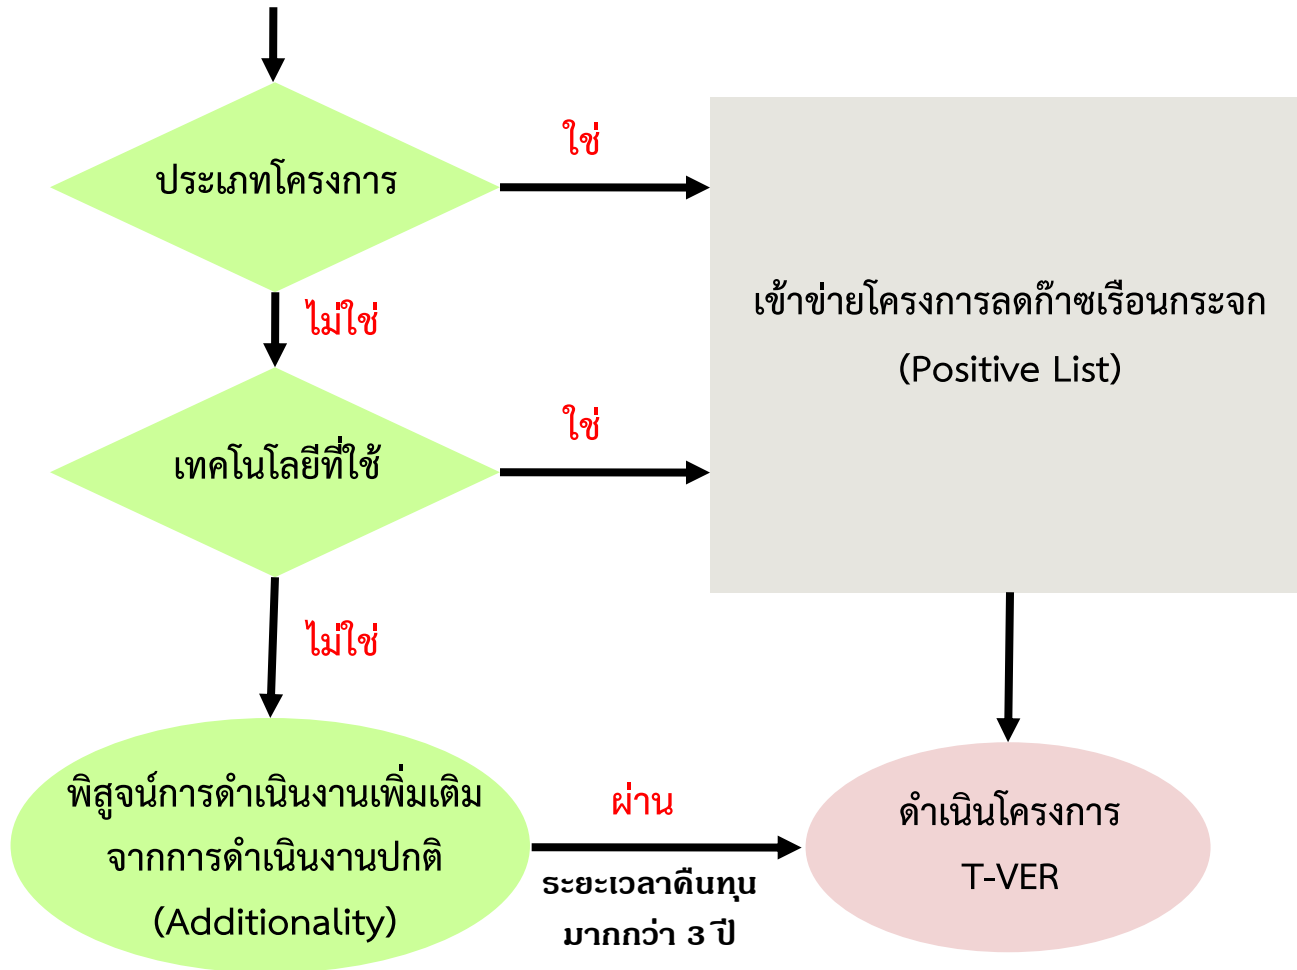 ประเภทโครงการ
ใช่
เข้าข่ายโครงการลดก๊าซเรือนกระจก
(Positive List)
ไม่ใช่
เทคโนโลยีที่ใช้
ใช่
ไม่ใช่
พิสูจน์การดำเนินงานเพิ่มเติม
จากการดำเนินงานปกติ
(Additionality)
ผ่าน
ระยะเวลาคืนทุน
มากกว่า 3 ปี
ดำเนินโครงการ
T-VER